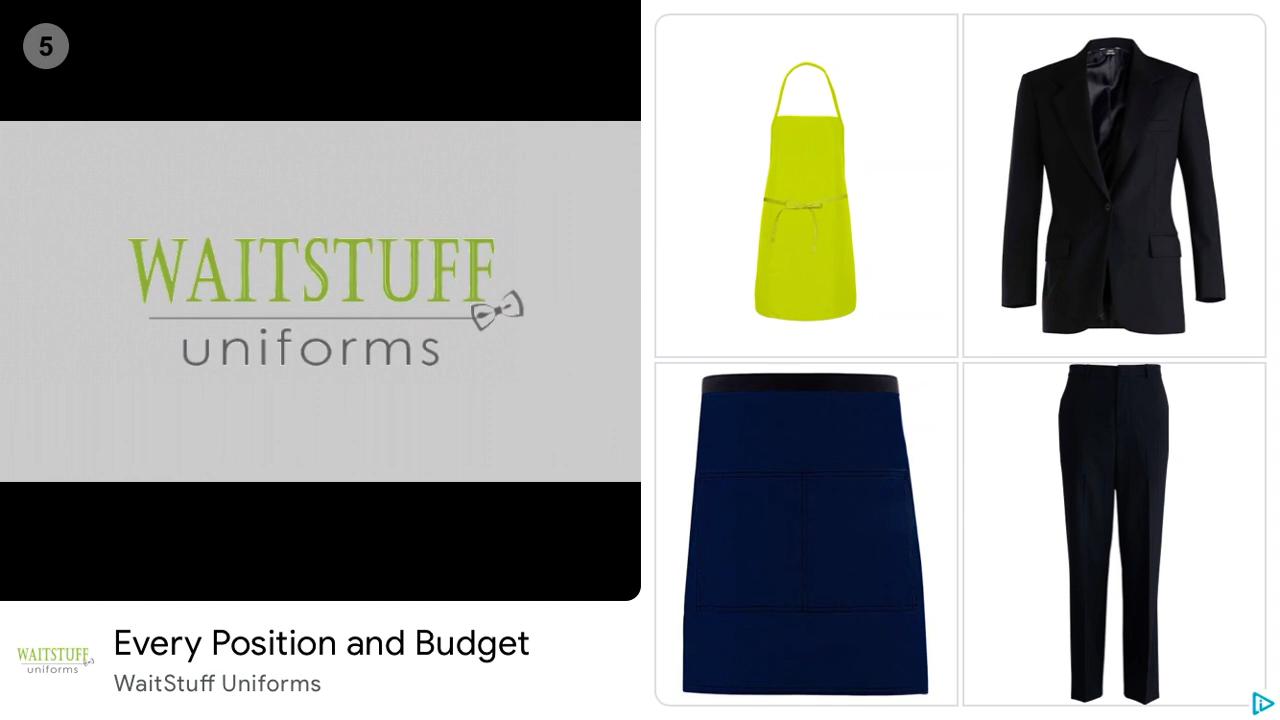 5
WAITSTUFF
uniforms
WAITSTUFF
uniforms
Every Position and Budget
WaitStuff Uniforms